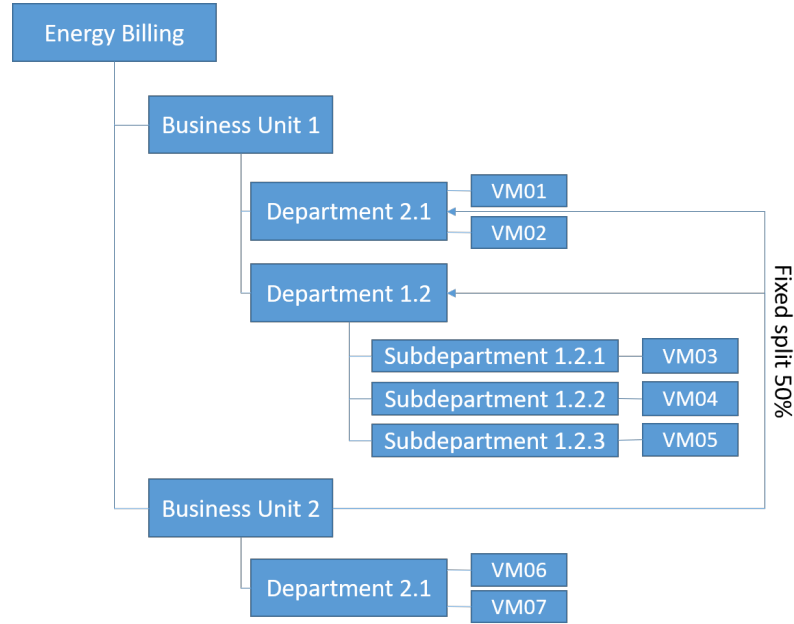 Energy Billing
Business Unit 1
Department 2.1
VM01
VM02
Department 1.2
Subdepartment 1.2.1
VM03
Subdepartment 1.2.2
VM04
Subdepartment 1.2.3
VM05
Fixed split 50%
Business Unit 2
Department 2.1
VM06
VM07